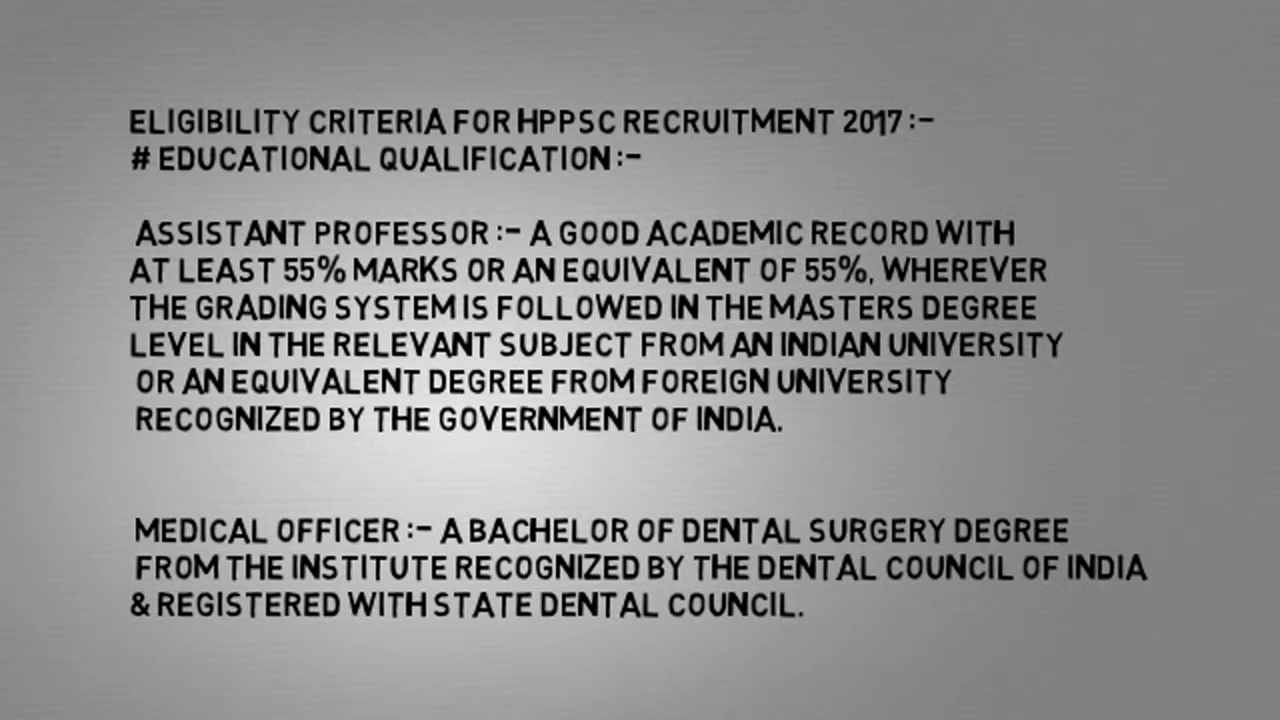 ELIGIBILITY CRITERIA FOR HPPSC RECRUITMENT 2017 :-
# EDUCATIONAL QUALIFICATION :-
ASSISTANT PROFESSOR :- A GOOD ACADEMIC RECORD WITH
AT LEAST 55% MARKS OR AN EQUIVALENT OF 55%, WHEREVER
THE GRADING SYSTEM IS FOLLOWED IN THE MASTERS DEGREE
LEVEL IN THE RELEVANT SUBJECT FROM AN INDIAN UNIVERSITY
OR AN EQUIVALENT DEGREE FROM FOREIGN UNIVERSITY
RECOGNIZED BY THE GOVERNMENT OF INDIA.
MEDICAL OFFICER :- A BACHELOR OF DENTAL SURGERY DEGREE
FROM THE INSTITUTE RECOGNIZED BY THE DENTAL COUNCIL OF INDIA
& REGISTERED WITH STATE DENTAL COUNCIL.